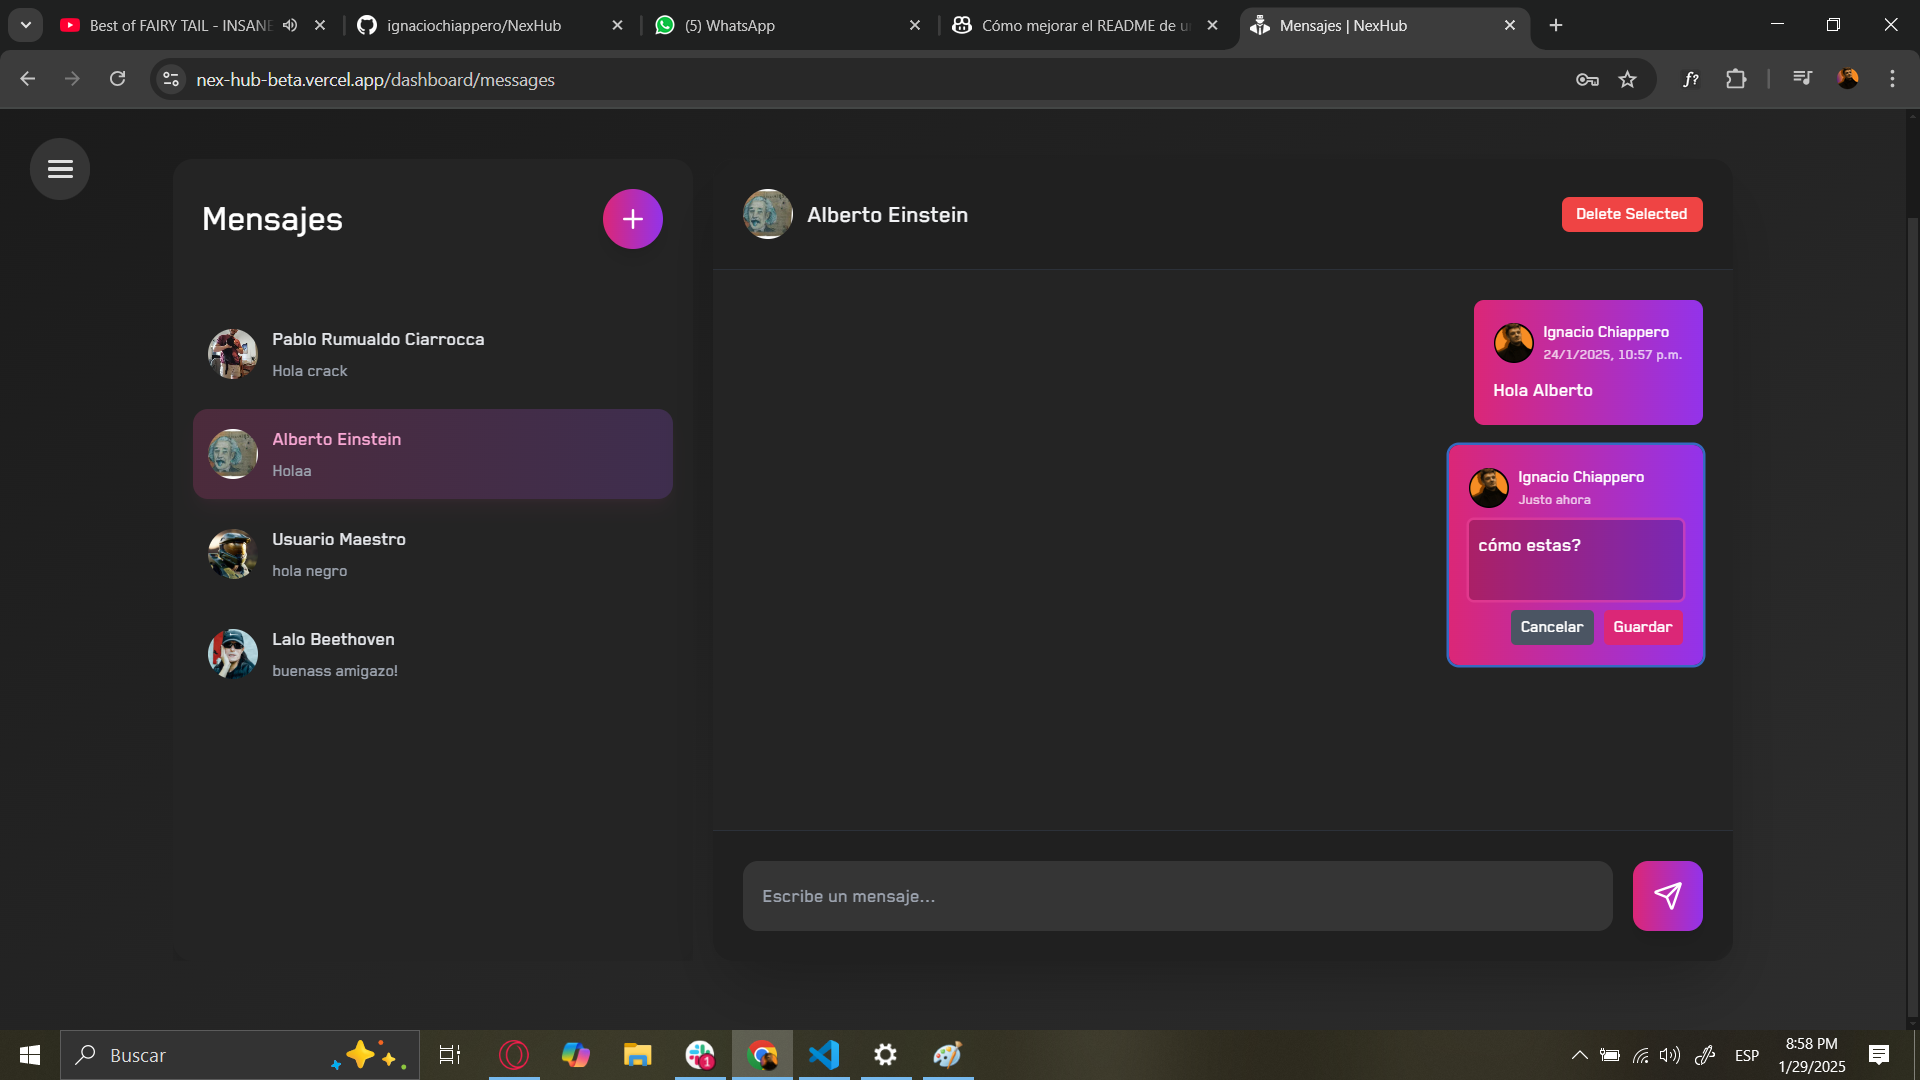 Best of FAIRY TAIL - INSANE
ignaciochiappero/NexHub
(5) WhatsApp
Cómo mejorar el README de u
Mensajes | NexHub
nex-hub-beta.vercel.app/dashboard/messages
f?
Mensajes
Pablo Rumualdo Ciarrocca
Hola crack
Alberto Einstein
Holaa
Usuario Maestro
hola negro
Lalo Beethoven
buenass amigazo!
Alberto Einstein
Delete Selected
Ignacio Chiappero
24/1/2025, 10:57 p.m.
Hola Alberto
Ignacio Chiappero
Justo ahora
cómo estas?
Cancelar
Guardar
Escribe un mensaje...
Buscar
1
ESP
8:58 PM
1/29/2025